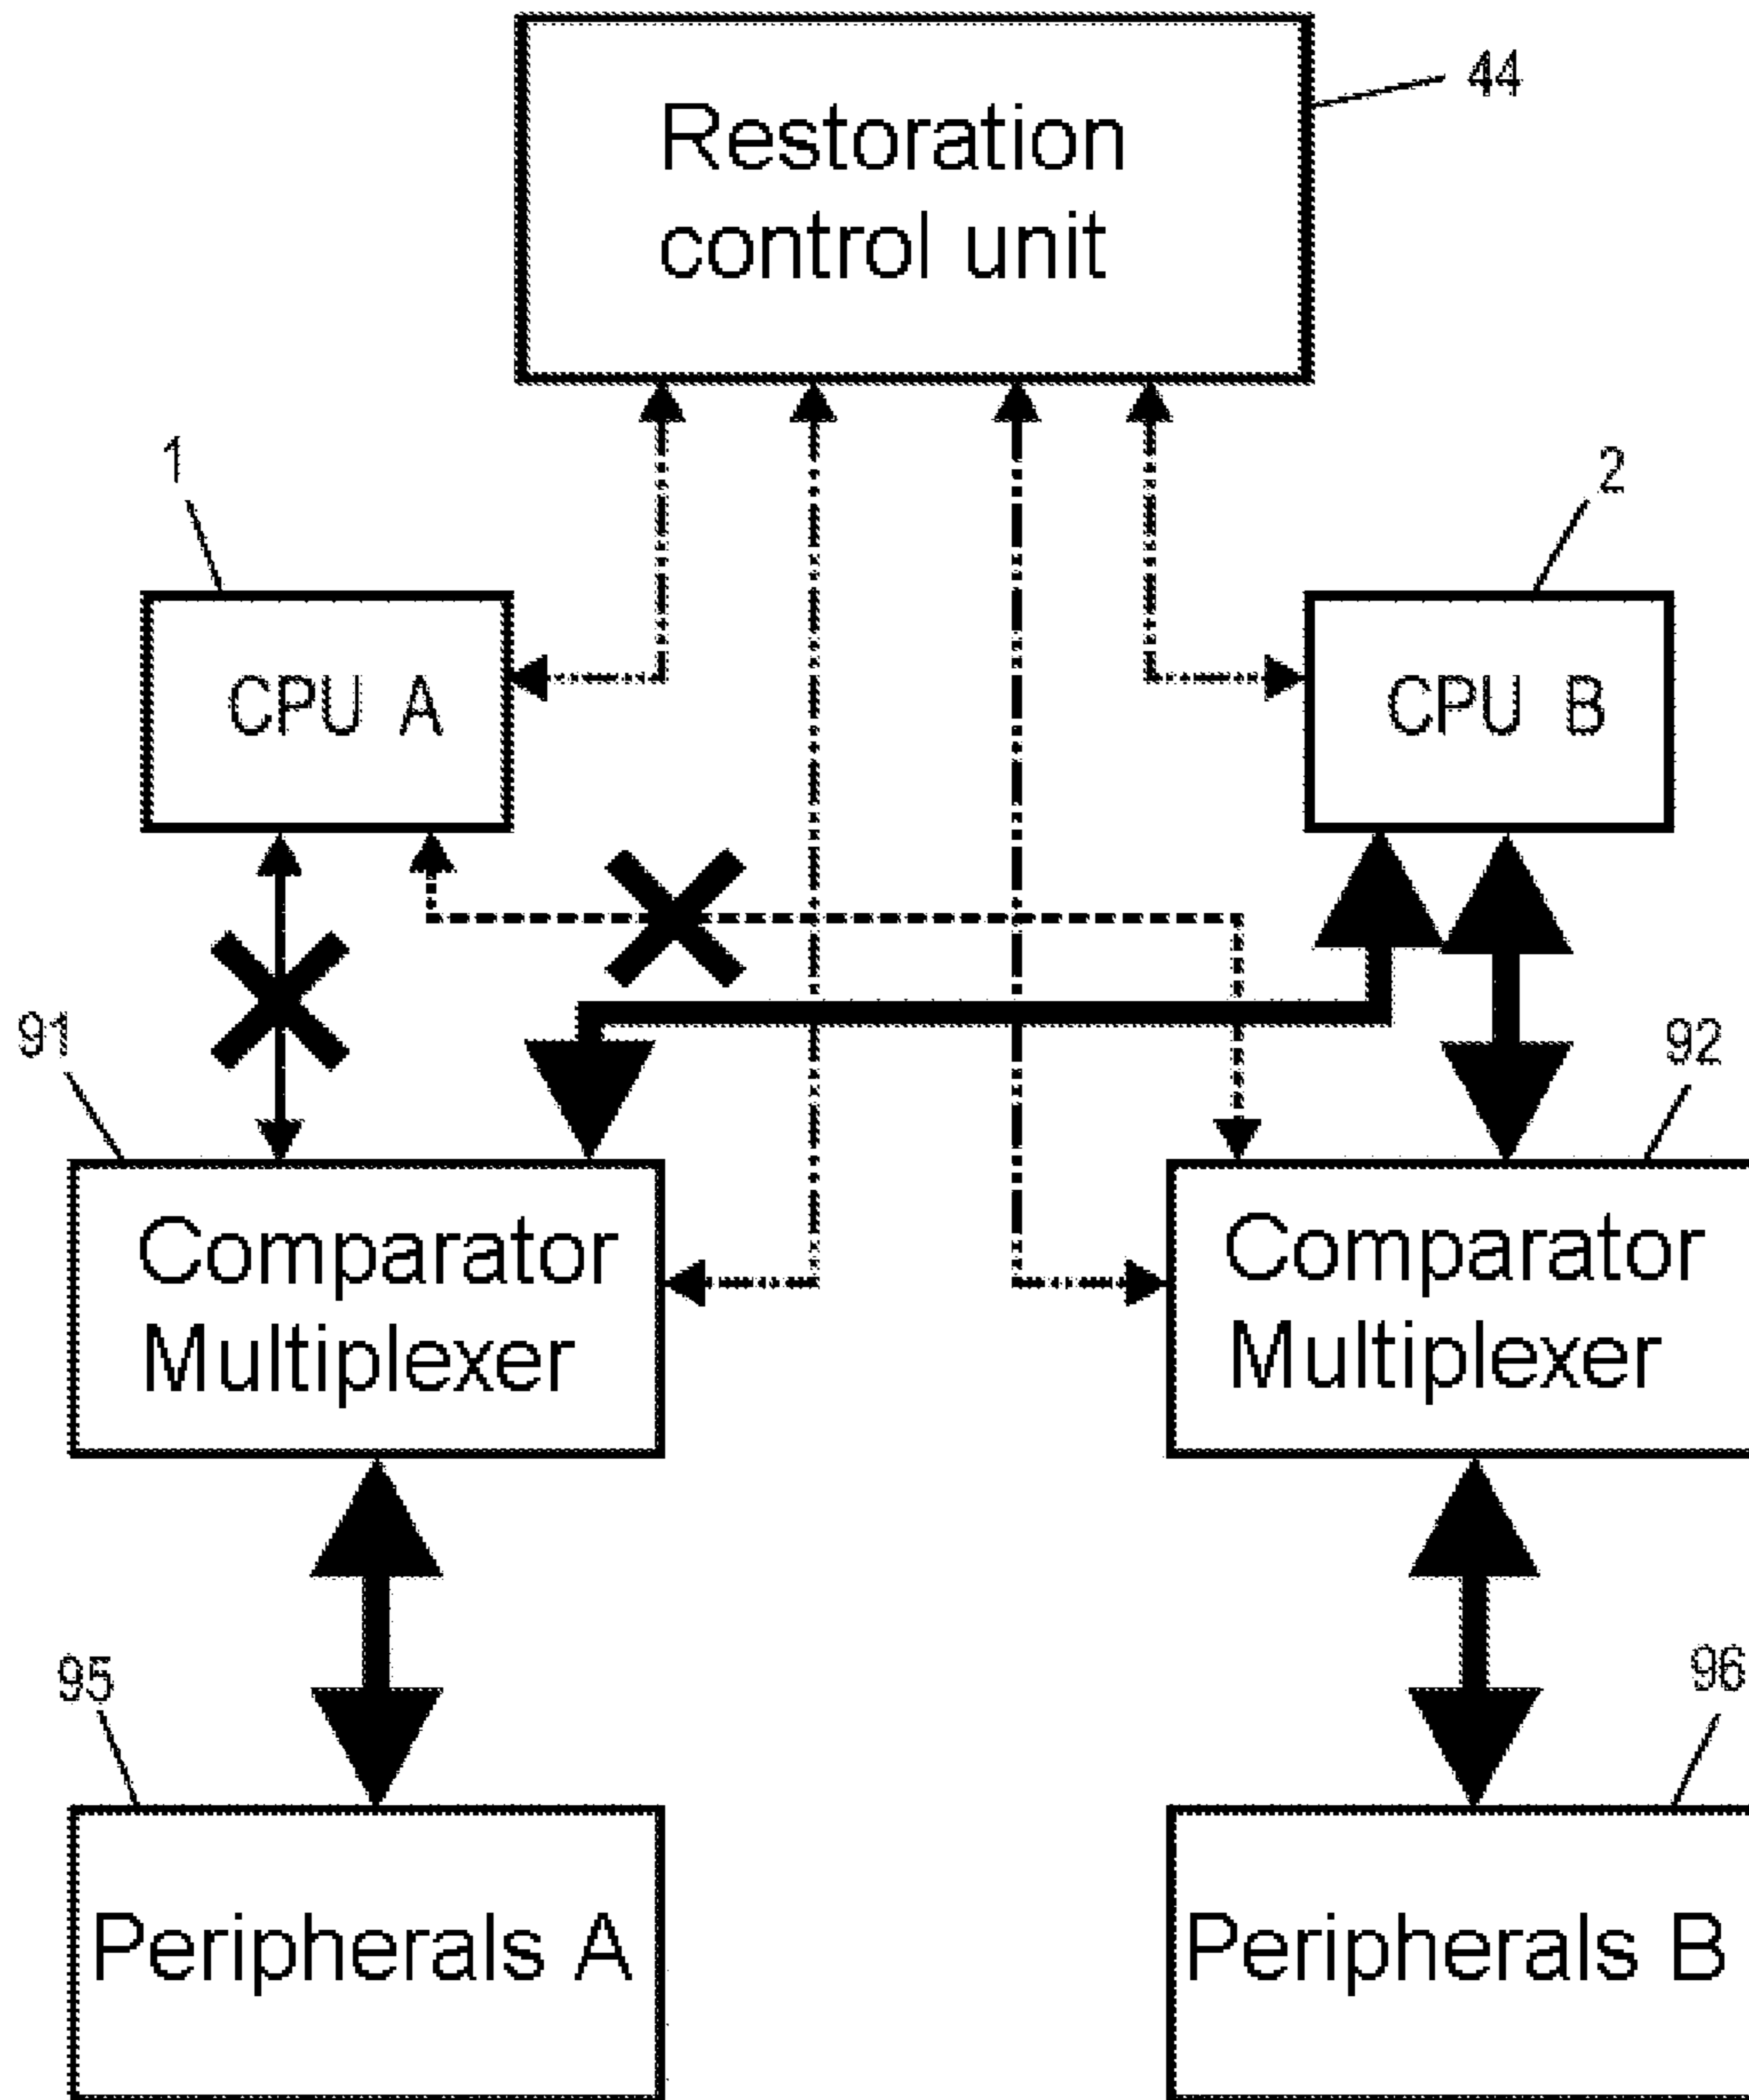 Restoration
control unit
44
1
2
CPU A
CPU B
91
92
Comparator
Multiplexer
Comparator
Multiplexer
95
96
Peripherals A
Peripherals B